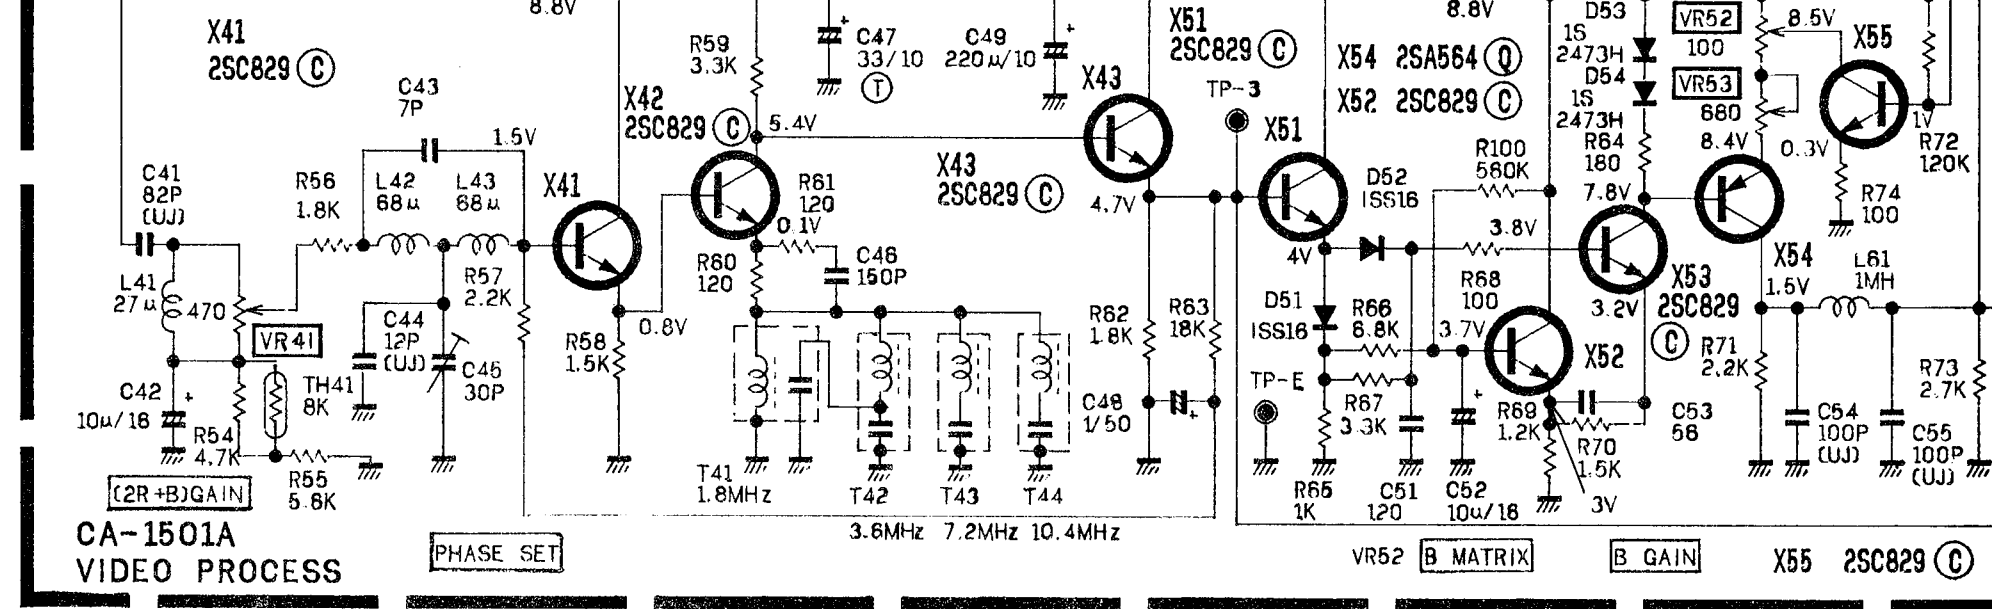 8.8V
X41
2SC829 C
C43
7P
1.5V
C41
82P
(UJ)
R56
1.8K
L42
68μ
L43
68μ
X41
R57
2.2K
L41
27μ
470
VR41
C44
12P
(UJ)
C45
30P
C42
10μ/16
TH41
8K
R54
4.7K
R55
5.6K
(2R+B)GAIN
CA-1501A
VIDEO PROCESS
PHASE SET
R58
1.5K
0.8V
X42
2SC829 C
R59
3.3K
5.4V
R61
120
0.1V
R60
120
C46
150P
C47
33/10
T
C49
220μ/10
X43
X43
2SC829 C
4.7V
T41
1.8MHz
T42
T43
T44
3.6MHz 7.2MHz 10.4MHz
R62
1.8K
R63
18K
C48
1/50
X51
2SC829 C
TP-3
X51
4V
D52
1SS16
D51
1SS16
TP-E
R66
6.8K
R67
3.3K
R65
1K
C51
120
C52
10μ/16
8.8V
X54 2SA564 Q
X52 2SC829 C
R100
560K
3.8V
R68
100
3.7V
X52
R69
1.2K
R70
1.5K
3V
C53
56
D53
1S
2473H
D54
1S
2473H
R64
180
7.8V
X53
2SC829
C
3.2V
VR52
100
8.5V
VR53
680
8.4V
X55
1V
0.3V
R72
120K
R74
100
X54
1.5V
L61
1MH
R71
2.2K
C54
100P
(UJ)
C55
100P
(UJ)
R73
2.7K
VR52 B MATRIX
B GAIN
X55 2SC829 C